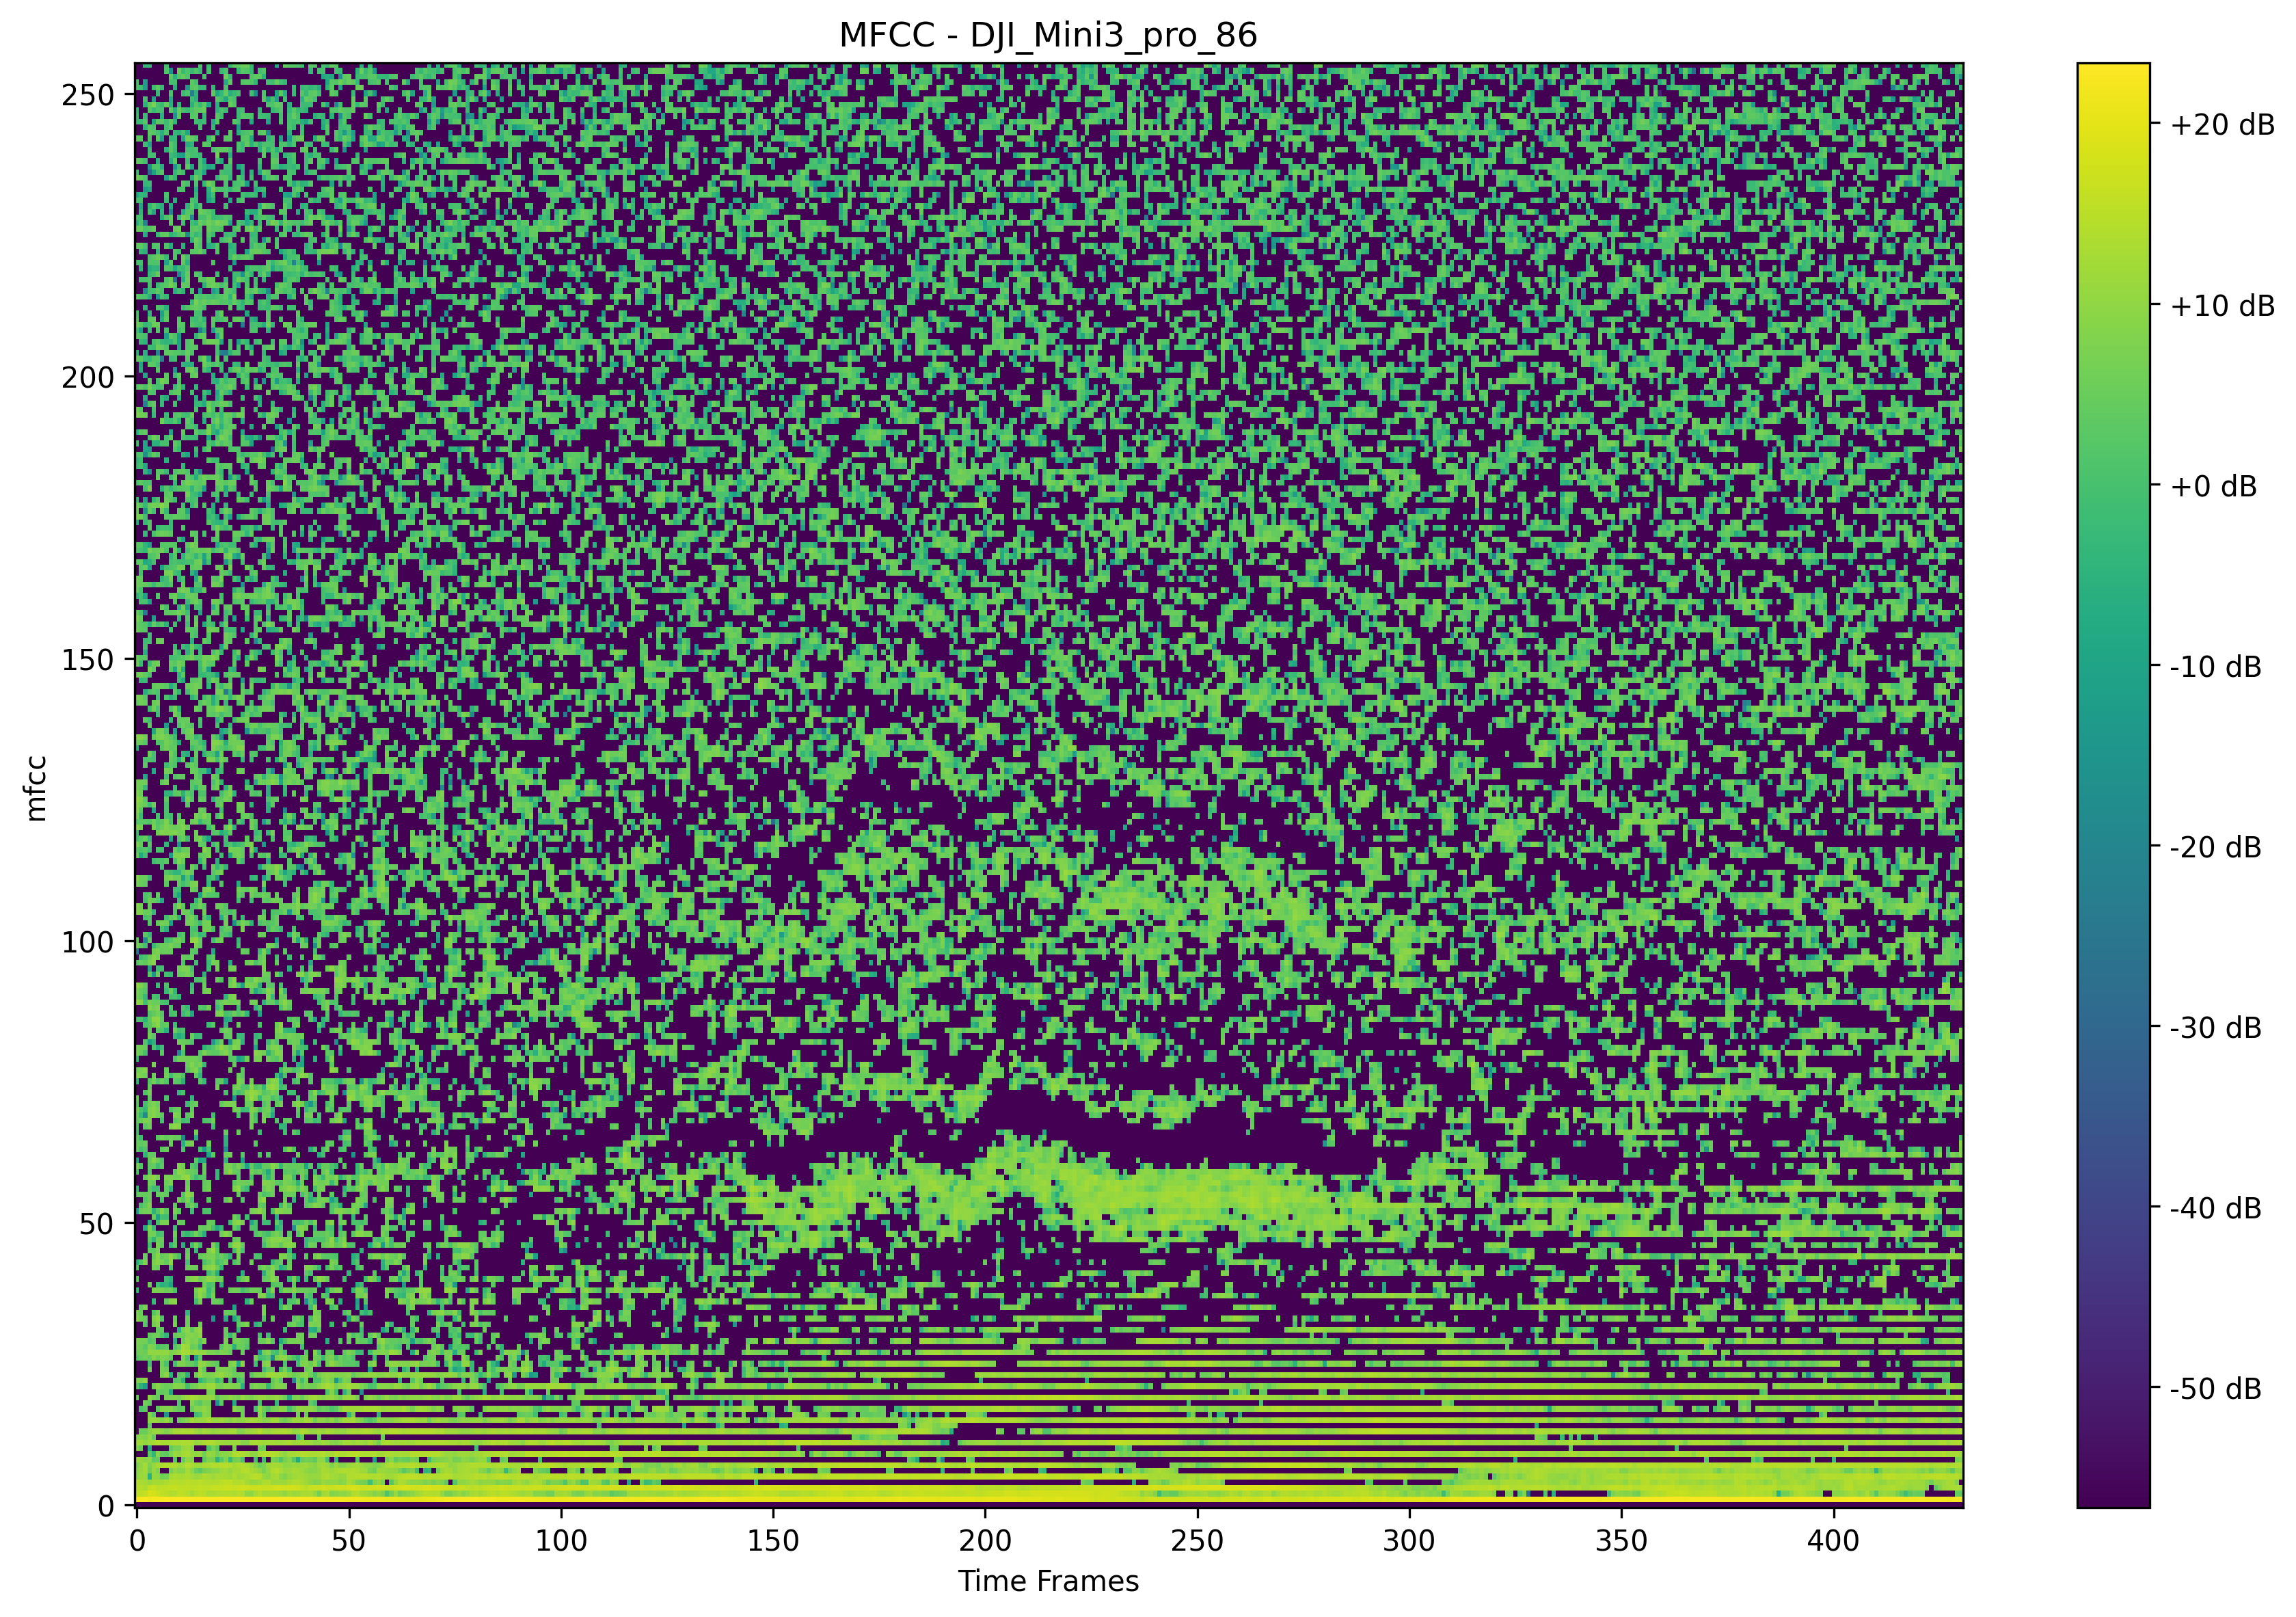 MFCC - DJI_Mini3_pro_86
250
200
150
100
50
0
mfcc
0 50 100 150 200 250 300 350 400
Time Frames
+20 dB
+10 dB
+0 dB
-10 dB
-20 dB
-30 dB
-40 dB
-50 dB